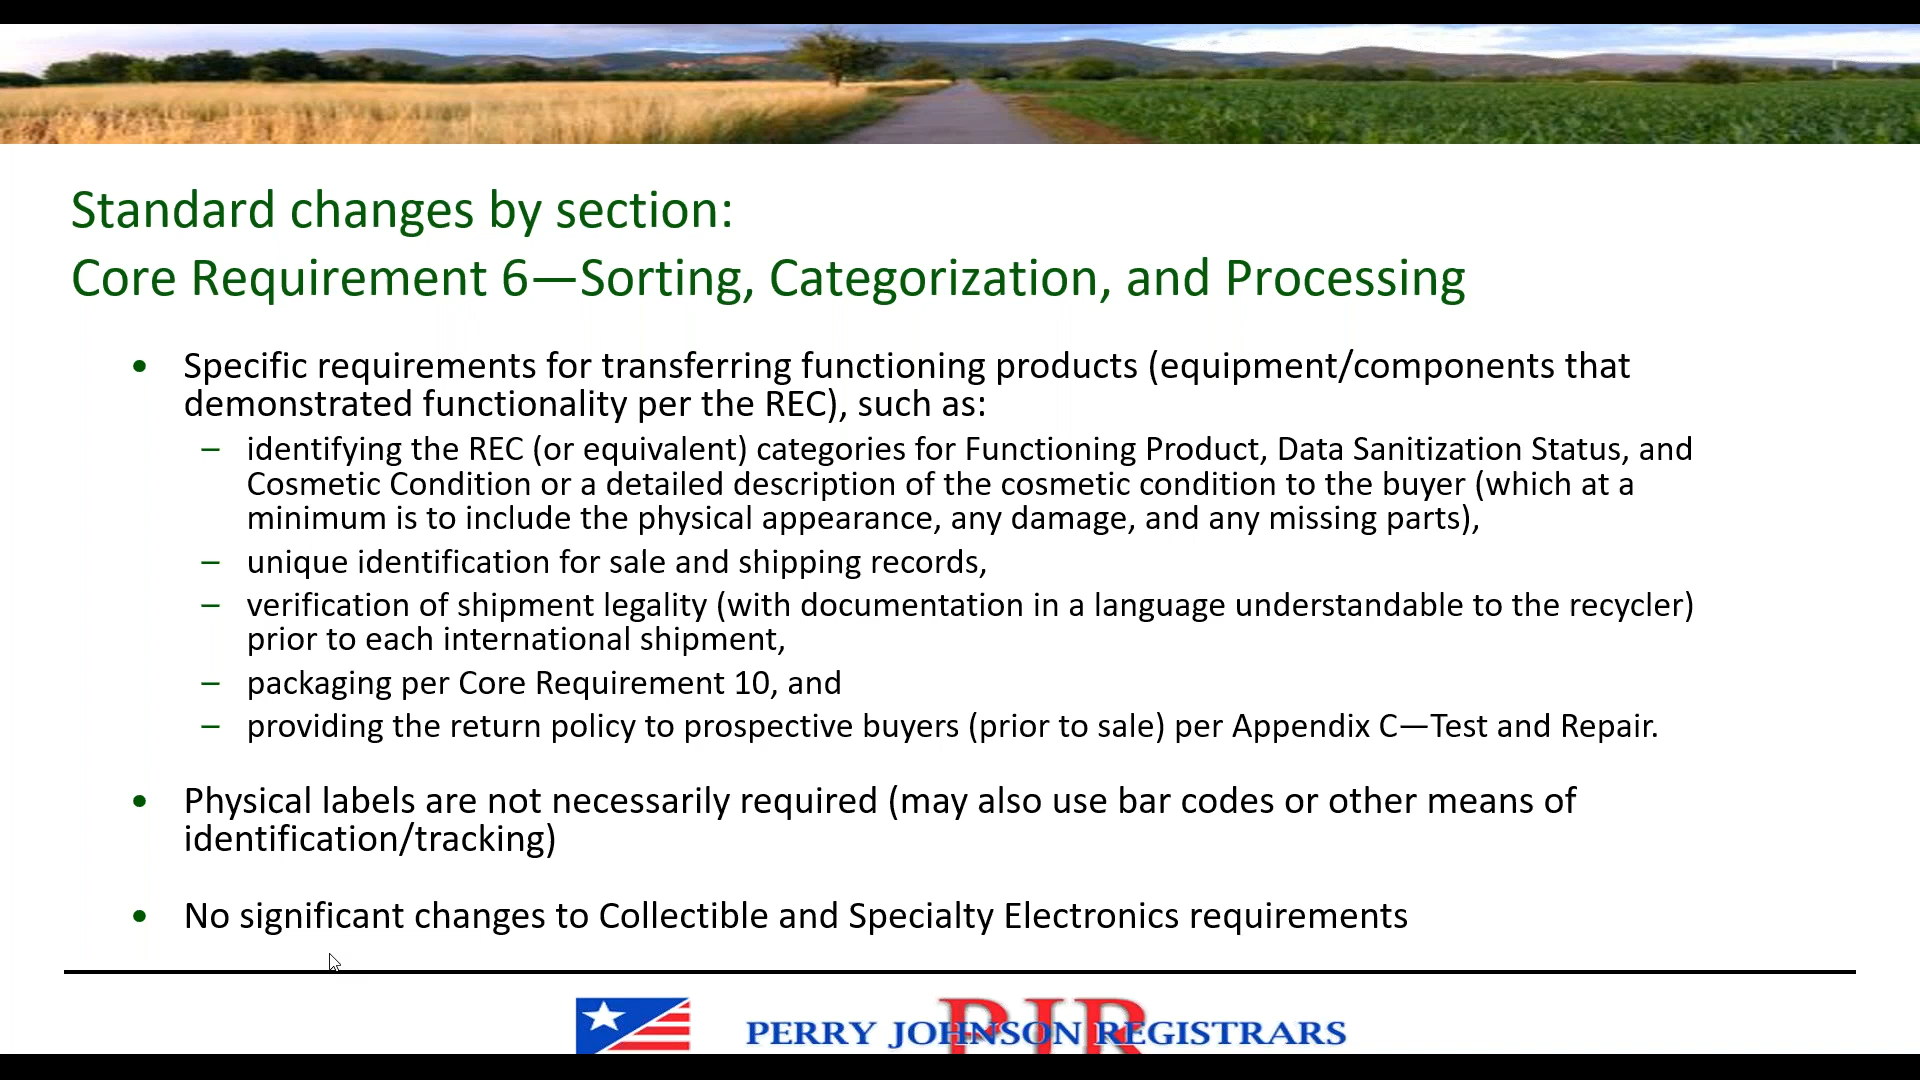 Standard changes by section:
Core Requirement 6—Sorting, Categorization, and Processing
• Specific requirements for transferring functioning products (equipment/components that
demonstrated functionality per the REC), such as:
– identifying the REC (or equivalent) categories for Functioning Product, Data Sanitization Status, and
Cosmetic Condition or a detailed description of the cosmetic condition to the buyer (which at a
minimum is to include the physical appearance, any damage, and any missing parts),
– unique identification for sale and shipping records,
– verification of shipment legality (with documentation in a language understandable to the recycler)
prior to each international shipment,
– packaging per Core Requirement 10, and
– providing the return policy to prospective buyers (prior to sale) per Appendix C—Test and Repair.
• Physical labels are not necessarily required (may also use bar codes or other means of
identification/tracking)
• No significant changes to Collectible and Specialty Electronics requirements
PJR
PERRY JOHNSON REGISTRARS